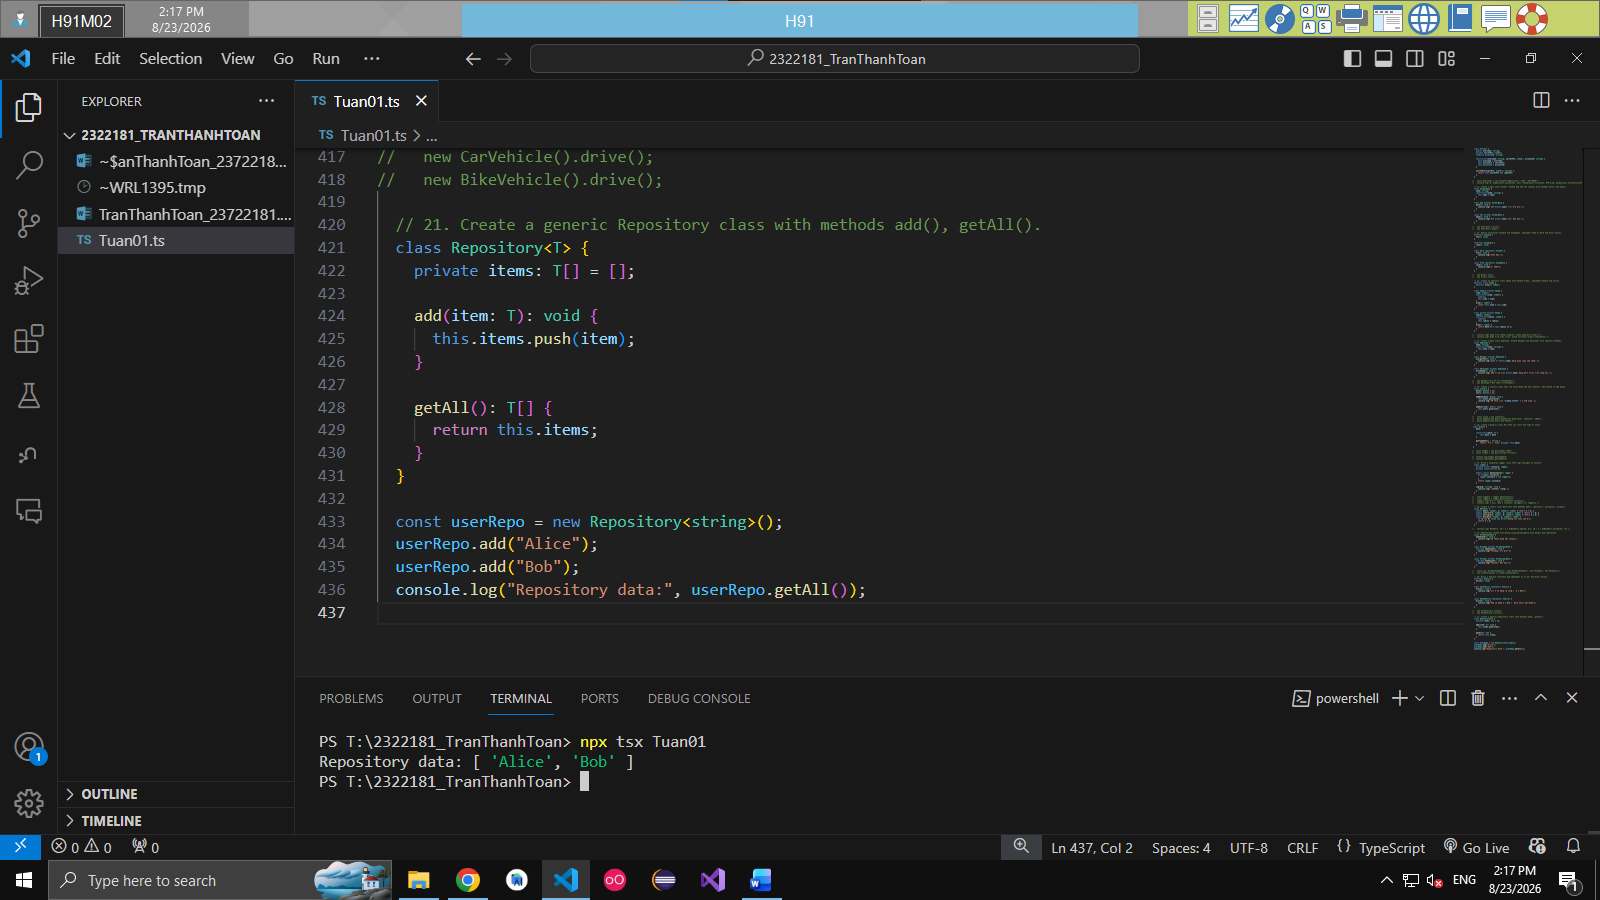 H91M02
2:17 PM
8/23/2026
H91
Q W
A S
File Edit Selection View Go Run ...
2322181_TranThanhToan
EXPLORER
TS Tuan01.ts
TS Tuan01.ts > ...
2322181_TRANTHANHTOAN
~$anThanhToan_2372218...
~WRL1395.tmp
TranThanhToan_23722181....
TS Tuan01.ts
417 //   new CarVehicle().drive();
418 //   new BikeVehicle().drive();
419
420 // 21. Create a generic Repository class with methods add(), getAll().
421 class Repository<T> {
422 private items: T[] = [];
423
424 add(item: T): void {
425 this.items.push(item);
426 }
427
428 getAll(): T[] {
429 return this.items;
430 }
431 }
432
433 const userRepo = new Repository<string>();
434 userRepo.add("Alice");
435 userRepo.add("Bob");
436 console.log("Repository data:", userRepo.getAll());
437
PROBLEMS OUTPUT TERMINAL PORTS DEBUG CONSOLE
powershell
PS T:\2322181_TranThanhToan> npx tsx Tuan01
Repository data: [ 'Alice', 'Bob' ]
PS T:\2322181_TranThanhToan>
1
OUTLINE
TIMELINE
0 0 0
Ln 437, Col 2 Spaces: 4 UTF-8 CRLF {} TypeScript Go Live
Type here to search
ENG
2:17 PM
8/23/2026
1